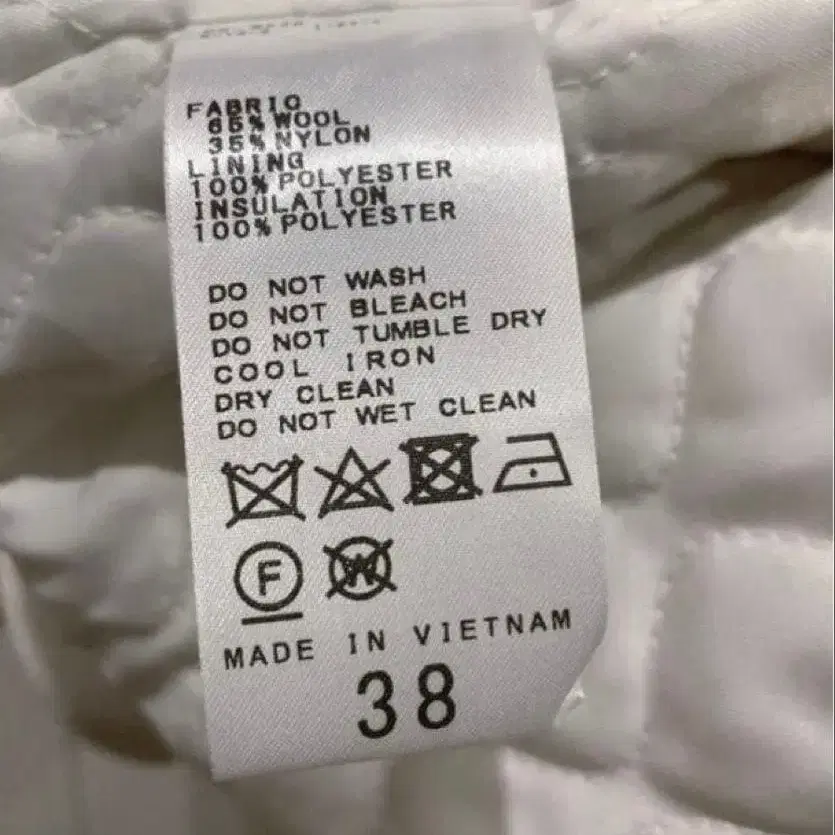 FABRIC
65% WOOL
35% NYLON
LINING
100% POLYESTER
INSULATION
100% POLYESTER
DO NOT WASH
DO NOT BLEACH
DO NOT TUMBLE DRY
COOL IRON
DRY CLEAN
DO NOT WET CLEAN
F W
MADE IN VIETNAM
38